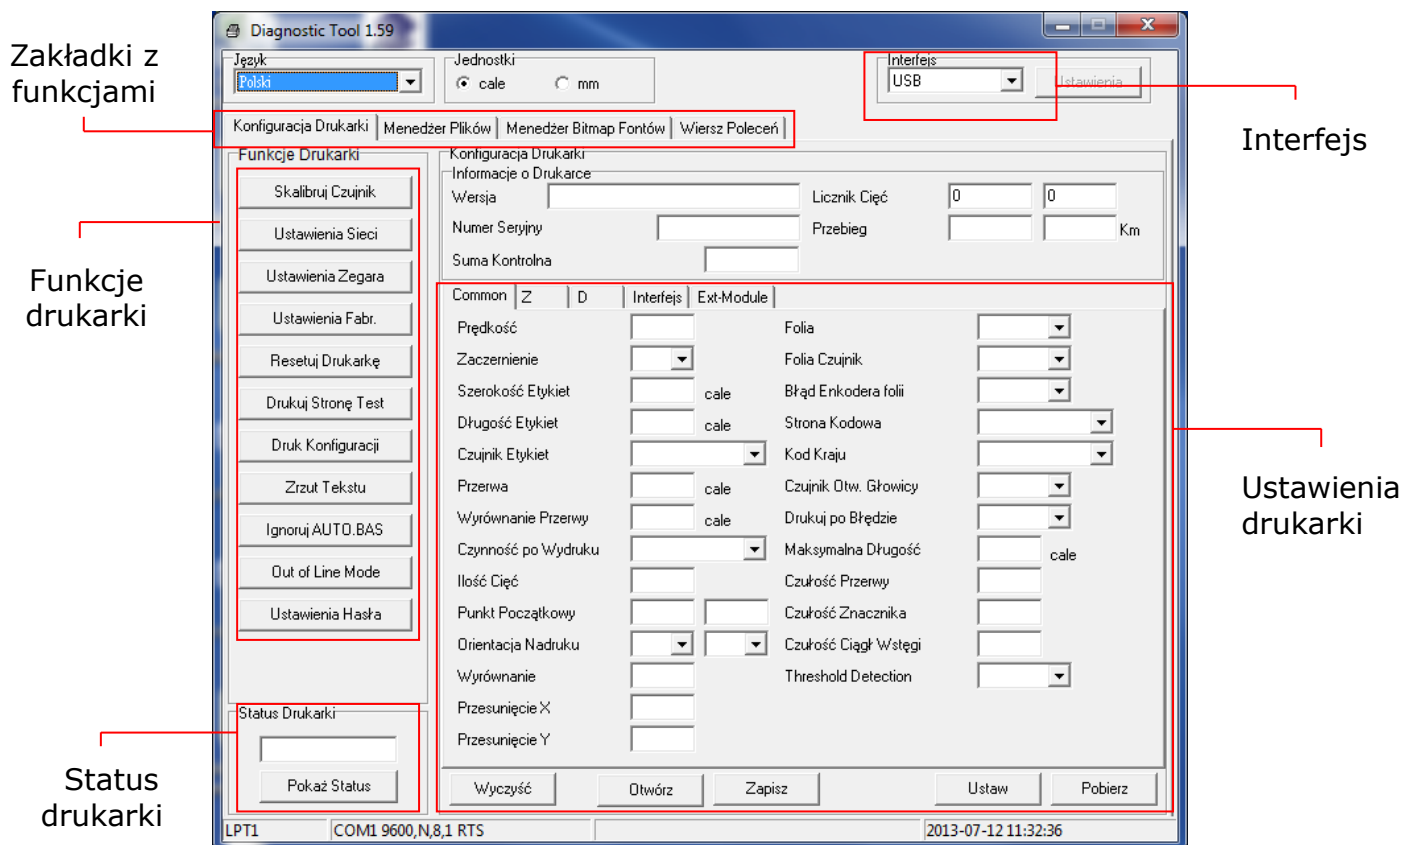 Diagnostic Tool 1.59
Zakładki z
funkcjami
Język
Polski
Jednostki
cale
mm
Interfejs
USB
Ustawienia
Interfejs
Konfiguracja Drukarki
Menedżer Plików
Menedżer Bitmap Fontów
Wiersz Poleceń
Funkcje Drukarki
Skalibruj Czujnik
Ustawienia Sieci
Ustawienia Zegara
Ustawienia Fabr.
Resetuj Drukarkę
Drukuj Stronę Test
Druk Konfiguracji
Zrzut Tekstu
Ignoruj AUTO.BAS
Out of Line Mode
Ustawienia Hasła
Funkcje
drukarki
Konfiguracja Drukarki
Informacje o Drukarce
Wersja
Licznik Cięć
0
0
Numer Seryjny
Przebieg
Km
Suma Kontrolna
Common
Z
D
Interfejs
Ext-Module
Prędkość
Zaczernienie
Szerokość Etykiet
cale
Długość Etykiet
cale
Czujnik Etykiet
Przerwa
cale
Wyrównanie Przerwy
cale
Czynność po Wydruku
Ilość Cięć
Punkt Początkowy
Orientacja Nadruku
Wyrównanie
Przesunięcie X
Przesunięcie Y
Folia
Folia Czujnik
Błąd Enkodera folii
Strona Kodowa
Kod Kraju
Czujnik Otw. Głowicy
Drukuj po Błędzie
Maksymalna Długość
cale
Czułość Przerwy
Czułość Znacznika
Czułość Ciągł Wstęgi
Threshold Detection
Ustawienia
drukarki
Status Drukarki
Pokaż Status
Status
drukarki
Wyczyść
Otwórz
Zapisz
Ustaw
Pobierz
LPT1
COM1 9600,N,8,1 RTS
2013-07-12 11:32:36